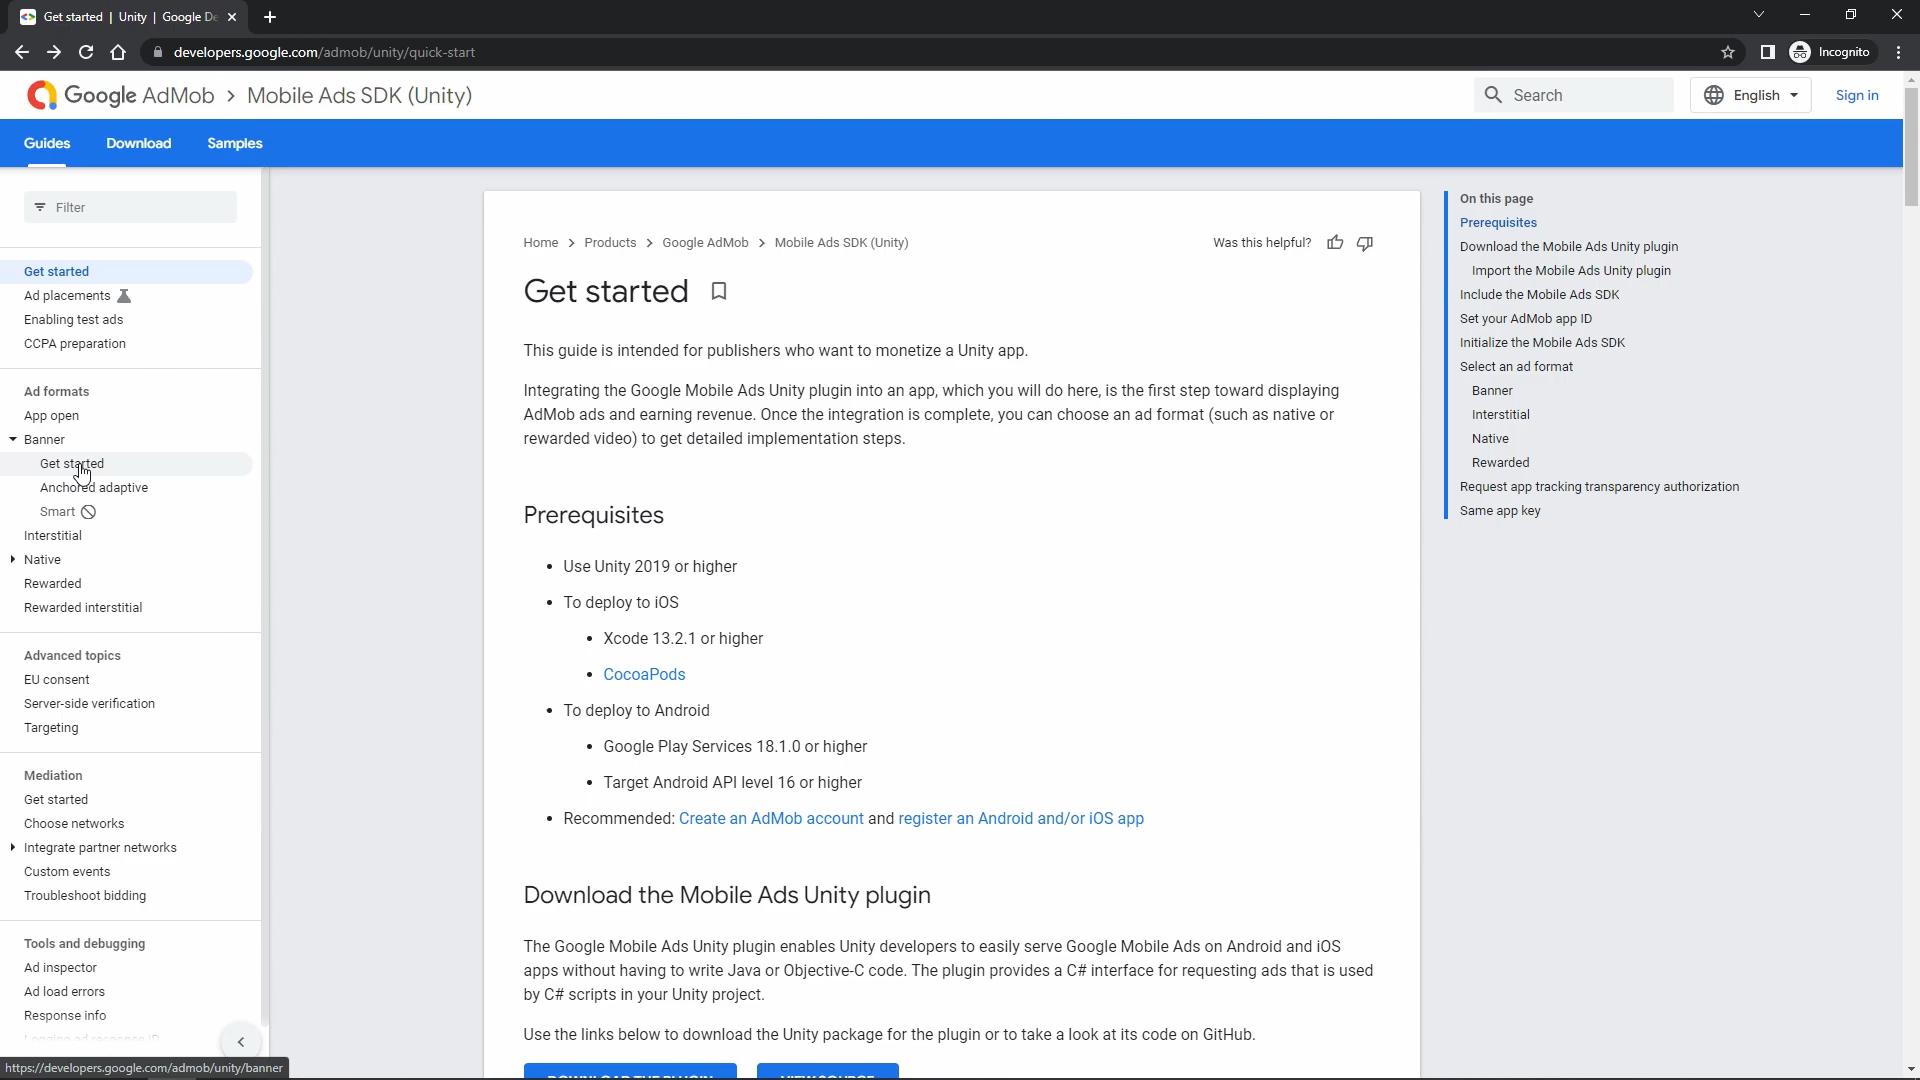 Get started | Unity | Google De
developers.google.com/admob/unity/quick-start
Incognito
Google AdMob > Mobile Ads SDK (Unity)
Search
English
Sign in
Guides
Download
Samples
Filter
Get started
Ad placements
Enabling test ads
CCPA preparation
Ad formats
App open
Banner
Get started
Anchored adaptive
Smart
Interstitial
Native
Rewarded
Rewarded interstitial
Advanced topics
EU consent
Server-side verification
Targeting
Mediation
Get started
Choose networks
Integrate partner networks
Custom events
Troubleshoot bidding
Tools and debugging
Ad inspector
Ad load errors
Response info
https://developers.google.com/admob/unity/banner
Home > Products > Google AdMob > Mobile Ads SDK (Unity)
Was this helpful?
Get started
This guide is intended for publishers who want to monetize a Unity app.
Integrating the Google Mobile Ads Unity plugin into an app, which you will do here, is the first step toward displaying
AdMob ads and earning revenue. Once the integration is complete, you can choose an ad format (such as native or
rewarded video) to get detailed implementation steps.
Prerequisites
• Use Unity 2019 or higher
• To deploy to iOS
• Xcode 13.2.1 or higher
• CocoaPods
• To deploy to Android
• Google Play Services 18.1.0 or higher
• Target Android API level 16 or higher
• Recommended: Create an AdMob account and register an Android and/or iOS app
Download the Mobile Ads Unity plugin
The Google Mobile Ads Unity plugin enables Unity developers to easily serve Google Mobile Ads on Android and iOS
apps without having to write Java or Objective-C code. The plugin provides a C# interface for requesting ads that is used
by C# scripts in your Unity project.
Use the links below to download the Unity package for the plugin or to take a look at its code on GitHub.
DOWNLOAD THE PLUGIN
VIEW SOURCE
On this page
Prerequisites
Download the Mobile Ads Unity plugin
Import the Mobile Ads Unity plugin
Include the Mobile Ads SDK
Set your AdMob app ID
Initialize the Mobile Ads SDK
Select an ad format
Banner
Interstitial
Native
Rewarded
Request app tracking transparency authorization
Same app key